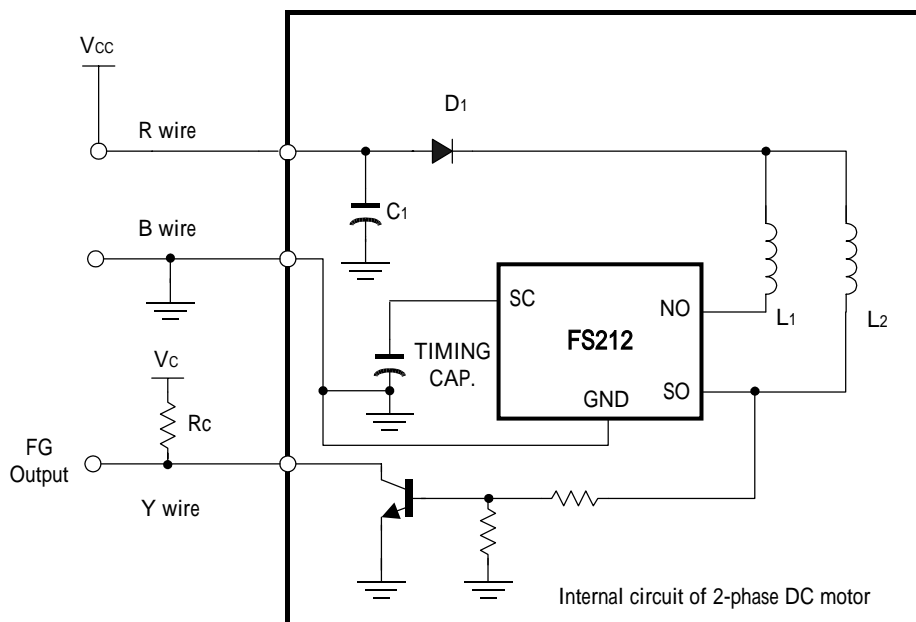 Vcc
D1
R wire
C1
B wire
SC
NO
L1
L2
FS212
TIMING
CAP.
Vc
SO
GND
Rc
FG
Output
Y wire
Internal circuit of 2-phase DC motor